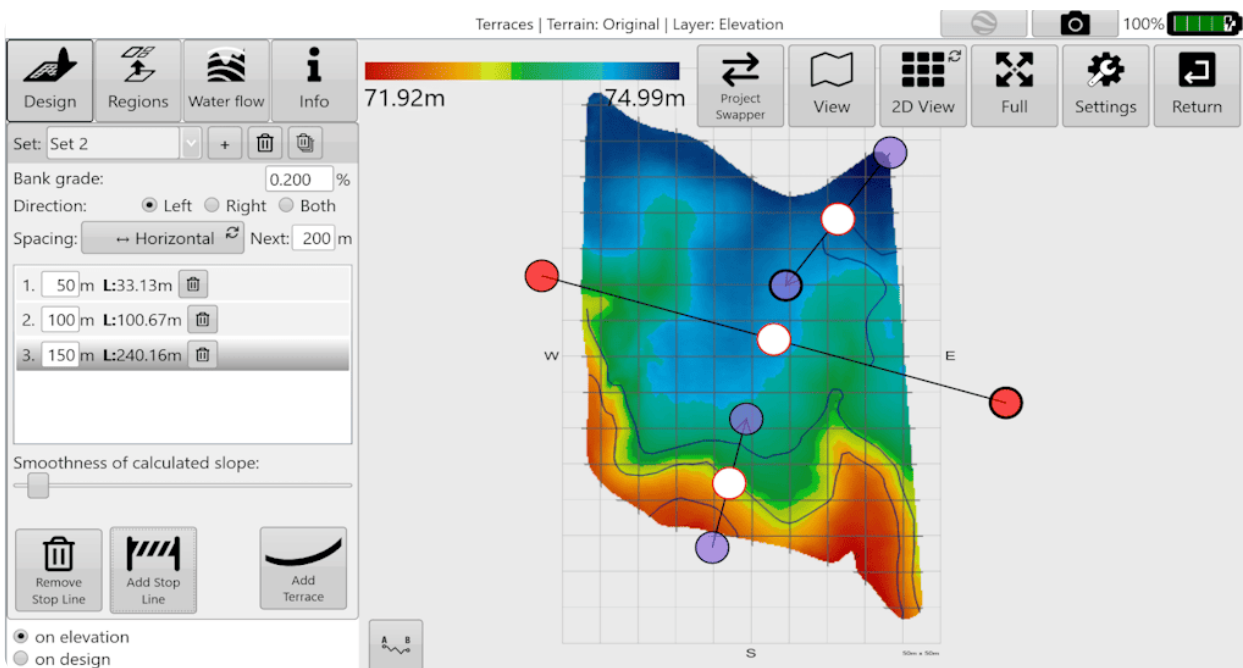 Terraces | Terrain: Original | Layer: Elevation
100%
Design
Regions
Water flow
Info
71.92m
74.99m
Project
Swapper
View
2D View
Full
Settings
Return
Set: Set 2
+
Bank grade: 0.200 %
Direction: Left Right Both
Spacing: ↔ Horizontal Next: 200 m
1. 50 m L:33.13m
2. 100 m L:100.67m
3. 150 m L:240.16m
W
E
Smoothness of calculated slope:
Remove
Stop Line
Add Stop
Line
Add
Terrace
on elevation
on design
A B
S
50m x 50m